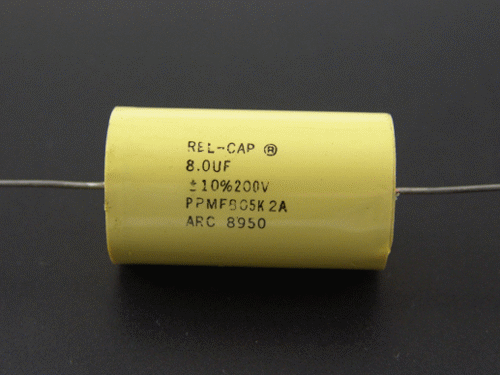 REL-CAP ®
8.0UF
±10%200V
PPMF805K2A
ARC 8950